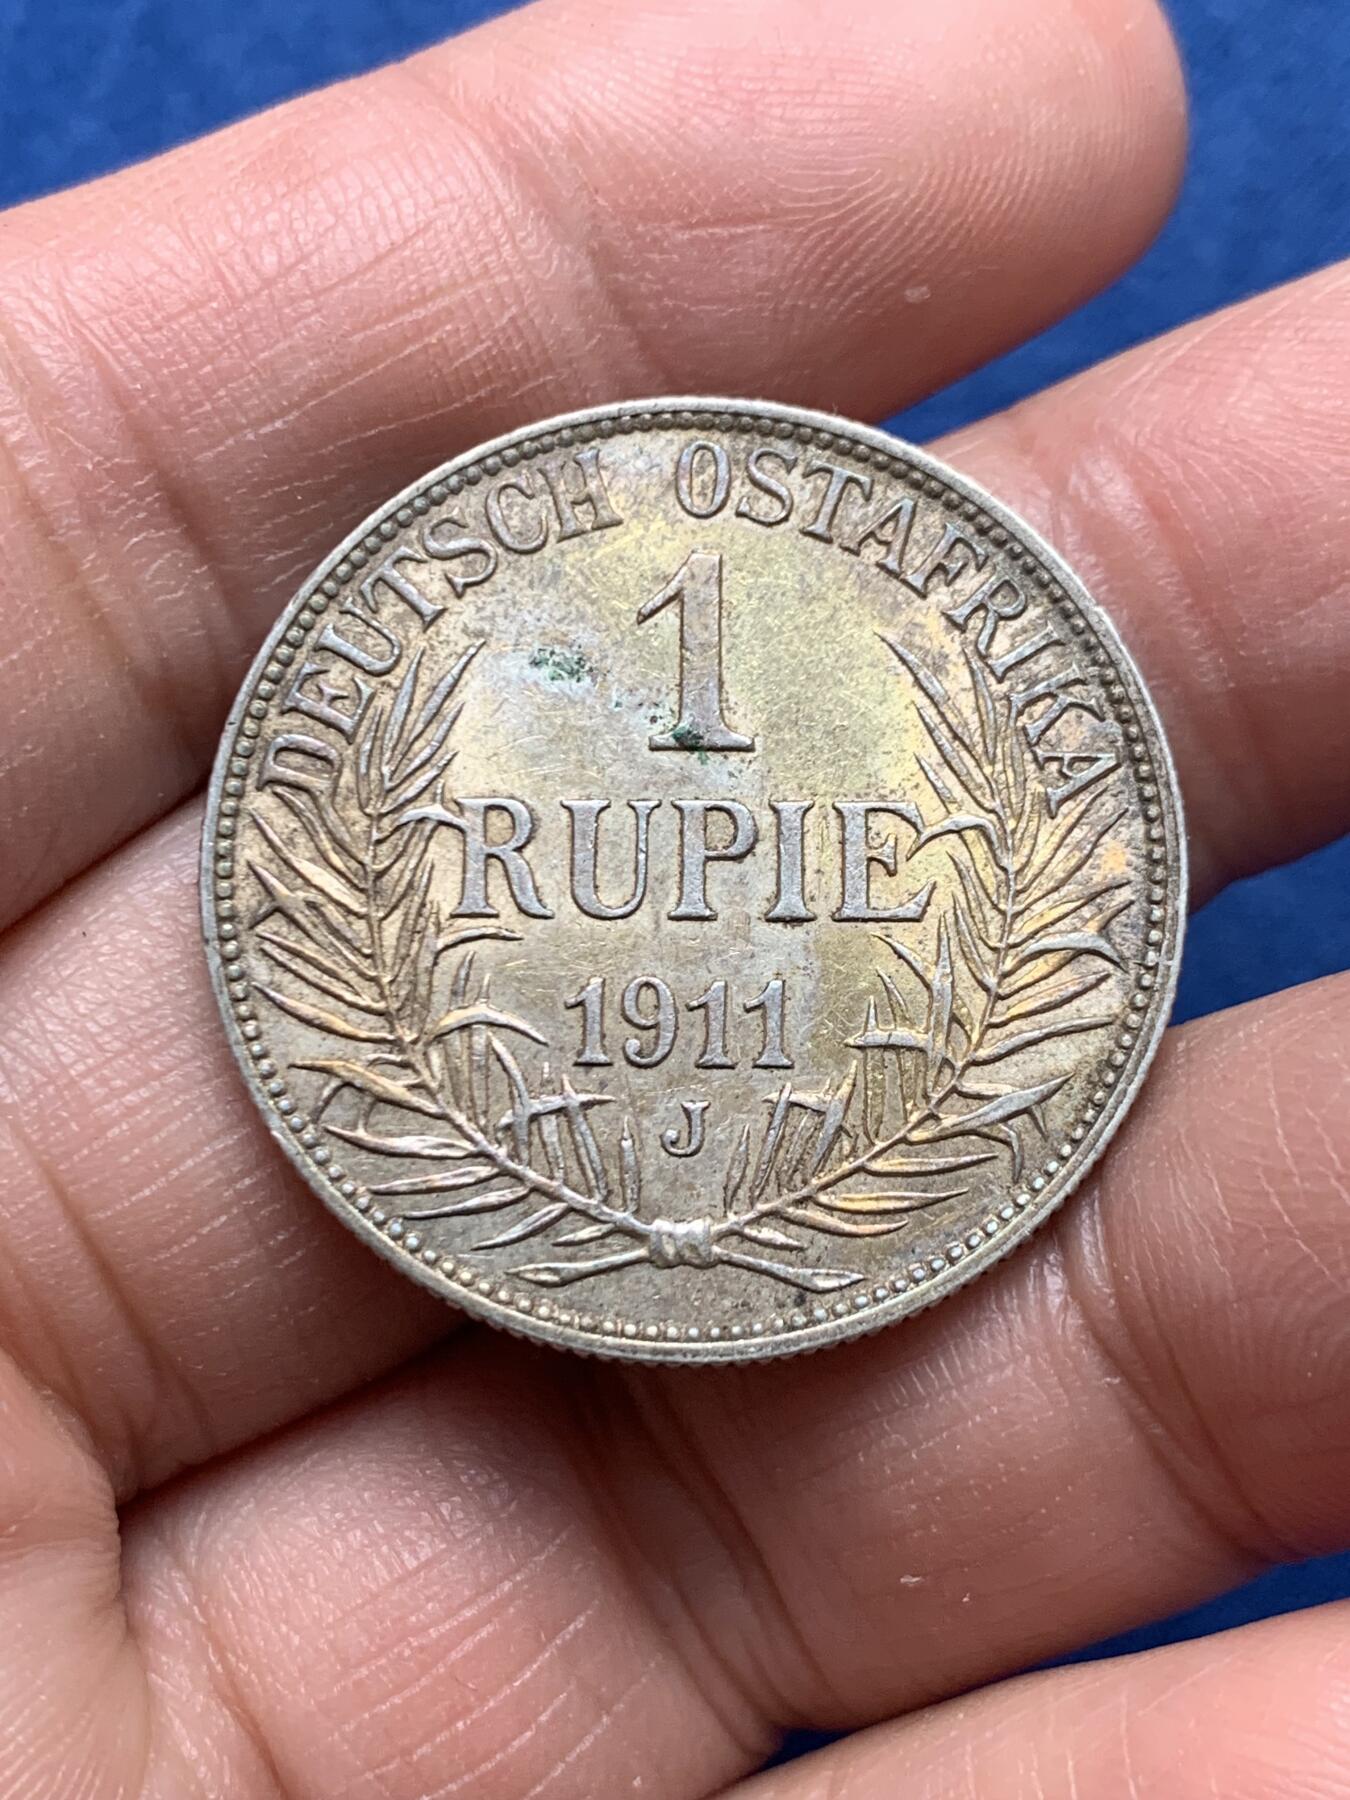 DEUTSCH OSTAFRIKA
1
RUPIE
1911
J